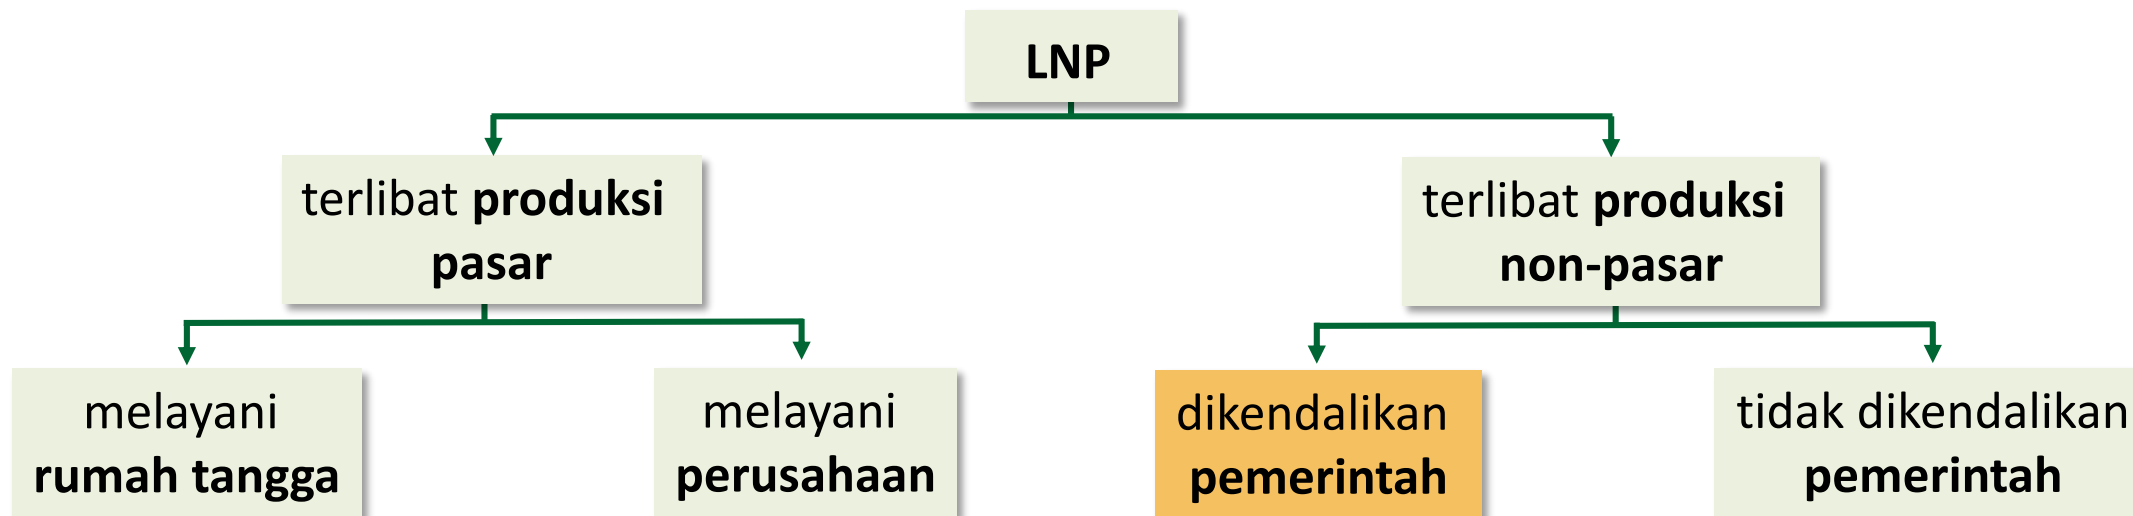 LNP
terlibat produksi
pasar
terlibat produksi
non-pasar
melayani
rumah tangga
melayani
perusahaan
dikendalikan
pemerintah
tidak dikendalikan
pemerintah